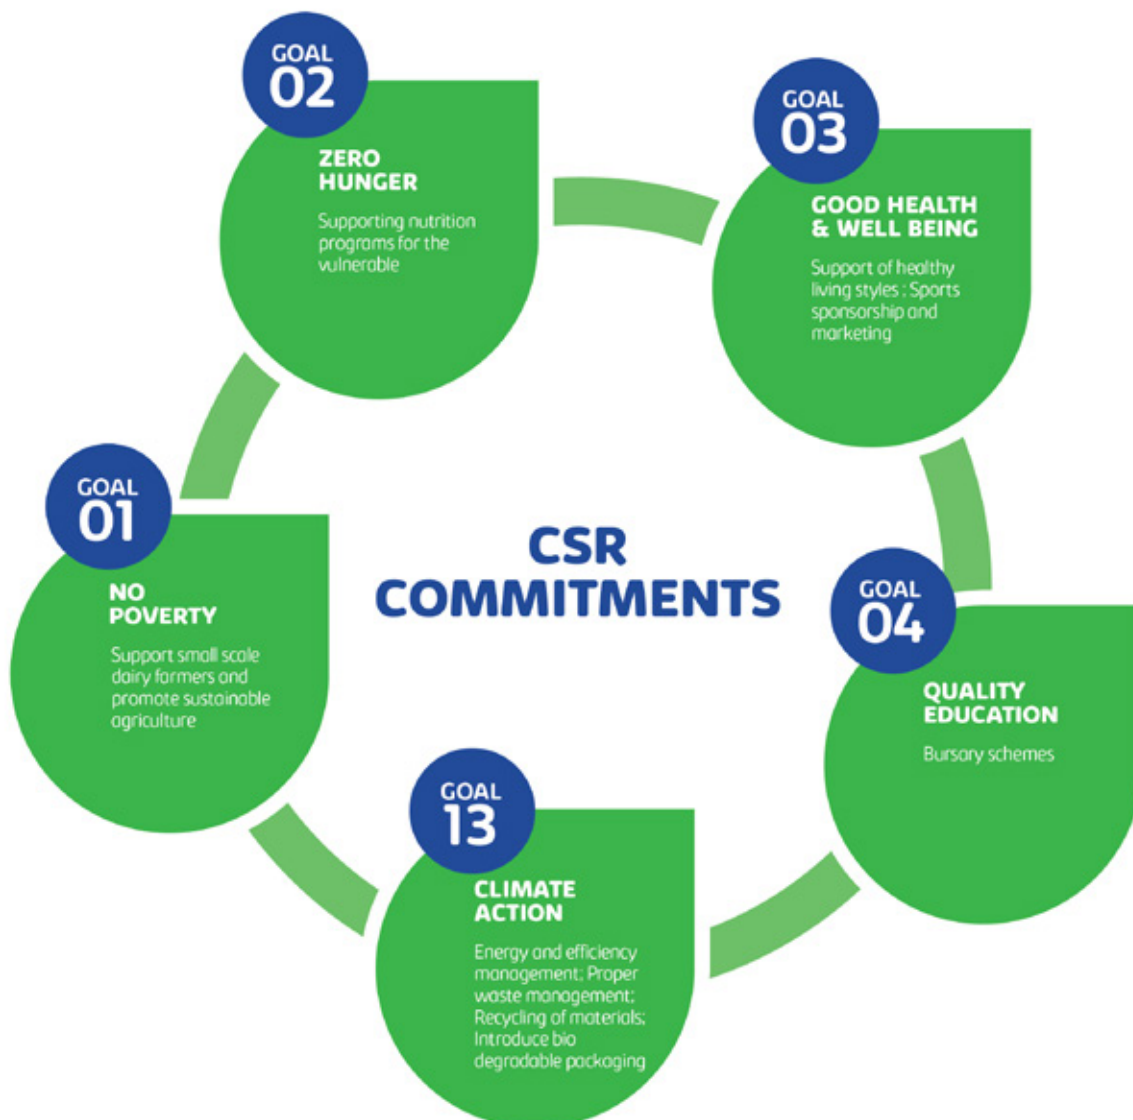 GOAL
02
ZERO
HUNGER
Supporting nutrition
programs for the
vulnerable
GOAL
03
GOOD HEALTH
& WELL BEING
Support of healthy
living styles : Sports
sponsorship and
marketing
GOAL
01
NO
POVERTY
Support small scale
dairy farmers and
promote sustainable
agriculture
CSR
COMMITMENTS
GOAL
04
QUALITY
EDUCATION
Bursary schemes
GOAL
13
CLIMATE
ACTION
Energy and efficiency
management; Proper
waste management;
Recycling of materials;
Introduce bio
degradable packaging